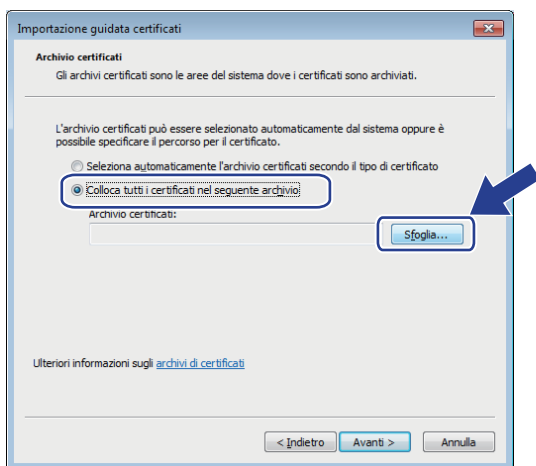 Importazione guidata certificati
Archivio certificati
Gli archivi certificati sono le aree del sistema dove i certificati sono archiviati.
L'archivio certificati può essere selezionato automaticamente dal sistema oppure è
possibile specificare il percorso per il certificato.
Seleziona automaticamente l'archivio certificati secondo il tipo di certificato
Colloca tutti i certificati nel seguente archivio
Archivio certificati:
Sfoglia...
Ulteriori informazioni sugli archivi di certificati
< Indietro Avanti > Annulla